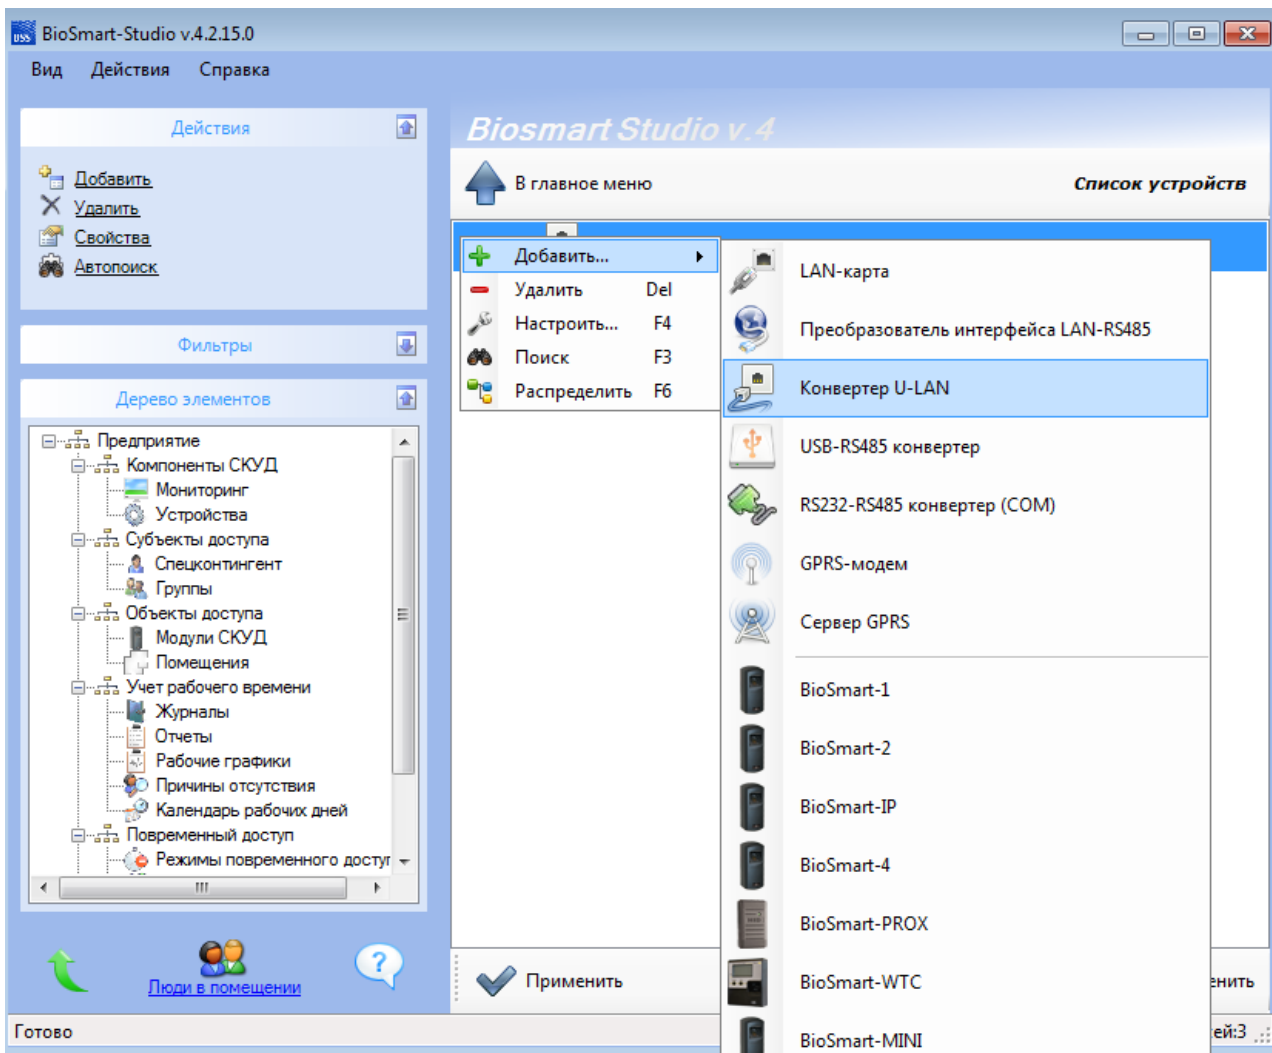 BioSmart-Studio v.4.2.15.0
Вид Действия Справка
Действия
Добавить
Удалить
Свойства
Автопоиск
Фильтры
Дерево элементов
Предприятие
Компоненты СКУД
Мониторинг
Устройства
Субъекты доступа
Спецконтингент
Группы
Объекты доступа
Модули СКУД
Помещения
Учет рабочего времени
Журналы
Отчеты
Рабочие графики
Причины отсутствия
Календарь рабочих дней
Повременный доступ
Режимы повременного досту
Люди в помещении
Готово
Biosmart Studio v.4
В главное меню
Список устройств
Добавить...
Удалить Del
Настроить... F4
Поиск F3
Распределить F6
LAN-карта
Преобразователь интерфейса LAN-RS485
Конвертер U-LAN
USB-RS485 конвертер
RS232-RS485 конвертер (COM)
GPRS-модем
Сервер GPRS
BioSmart-1
BioSmart-2
BioSmart-IP
BioSmart-4
BioSmart-PROX
BioSmart-WTC
BioSmart-MINI
Применить
енить
ей:3